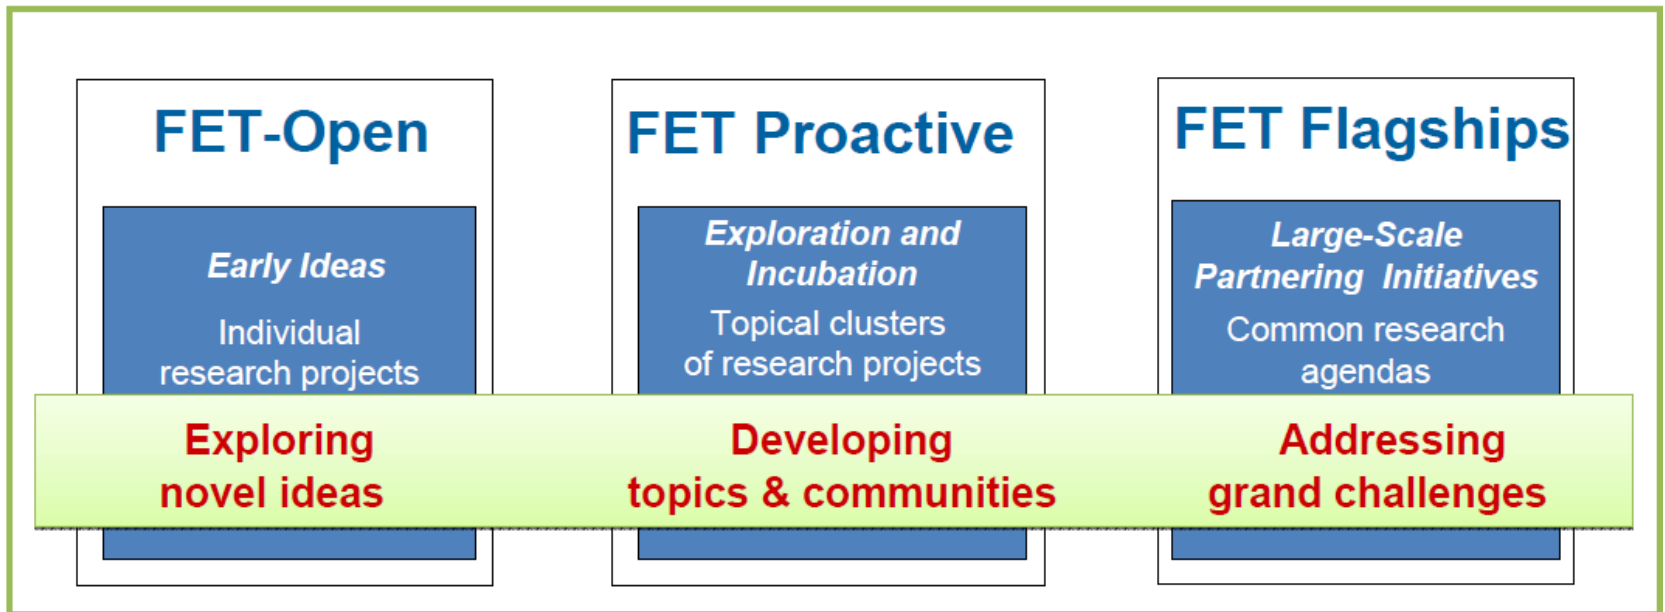 FET-Open
Early Ideas
Individual
research projects
Exploring
novel ideas
FET Proactive
Exploration and
Incubation
Topical clusters
of research projects
Developing
topics & communities
FET Flagships
Large-Scale
Partnering Initiatives
Common research
agendas
Addressing
grand challenges